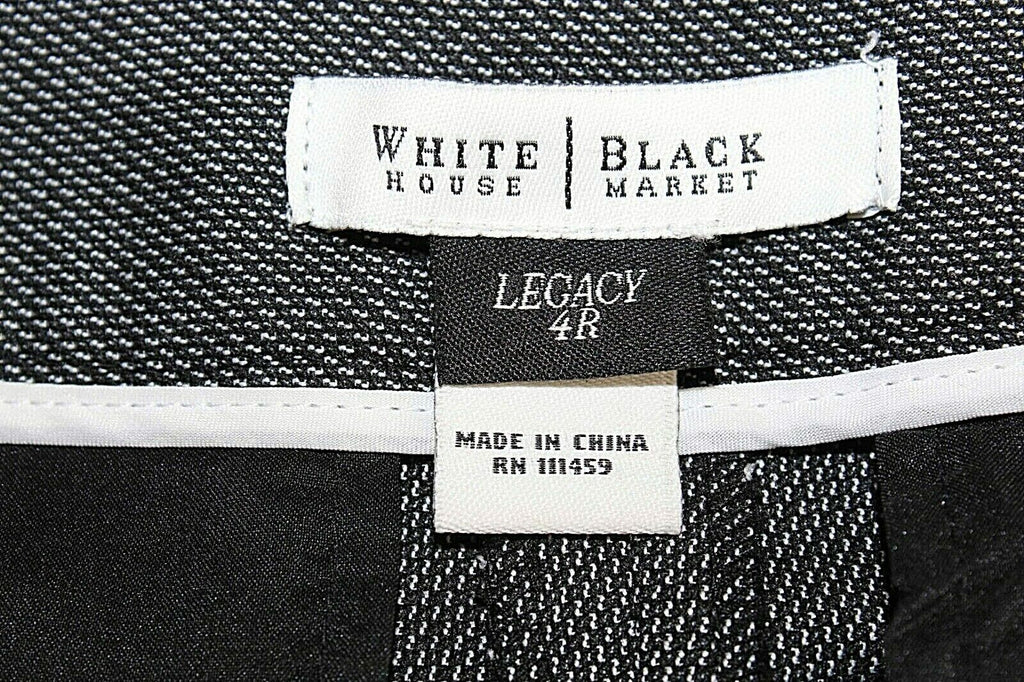 WHITE | BLACK
HOUSE | MARKET
LEGACY
4R
MADE IN CHINA
RN 111459